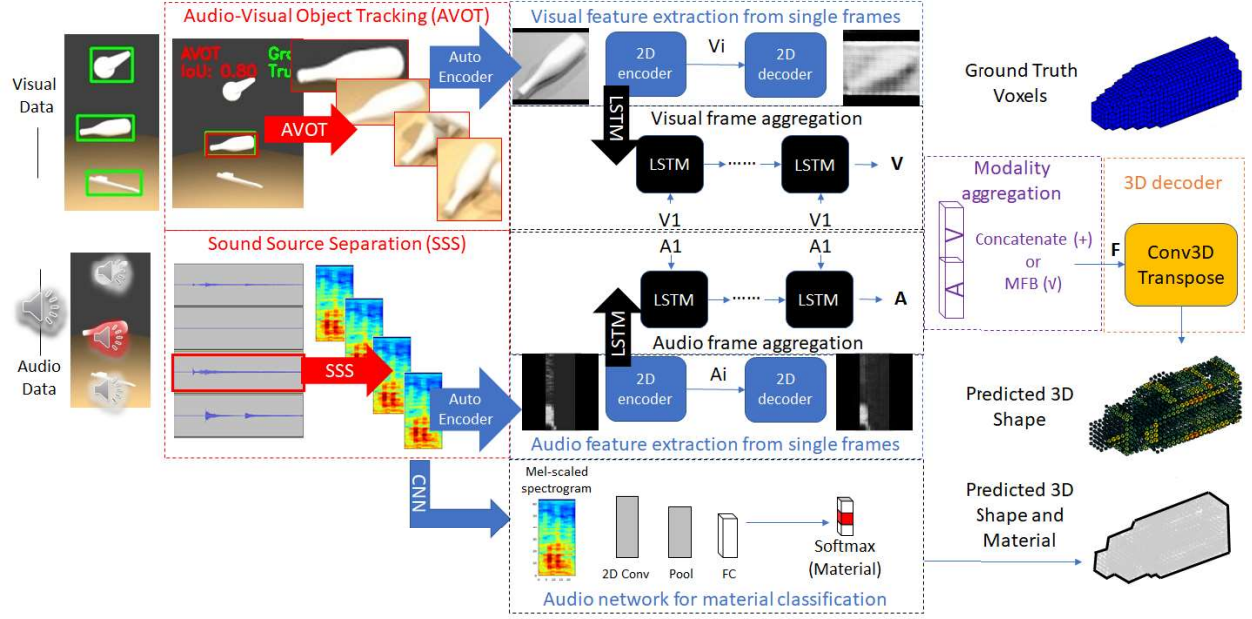 Audio-Visual Object Tracking (AVOT)
Visual feature extraction from single frames
Visual
Data
AVOT
IoU: 0.80
Gro
Tru
AVOT
Auto
Encoder
2D
encoder
Vi
2D
decoder
LSTM
Visual frame aggregation
LSTM
......
LSTM
V
V1
V1
Ground Truth
Voxels
Modality
aggregation
3D decoder
V
A
Concatenate (+)
or
MFB (√)
F
Conv3D
Transpose
Sound Source Separation (SSS)
Audio
Data
SSS
Auto
Encoder
A1
A1
LSTM
......
LSTM
A
LSTM
Audio frame aggregation
2D
encoder
Ai
2D
decoder
Audio feature extraction from single frames
Predicted 3D
Shape
CNN
Mel-scaled
spectrogram
2D Conv
Pool
FC
Softmax
(Material)
Audio network for material classification
Predicted 3D
Shape and
Material